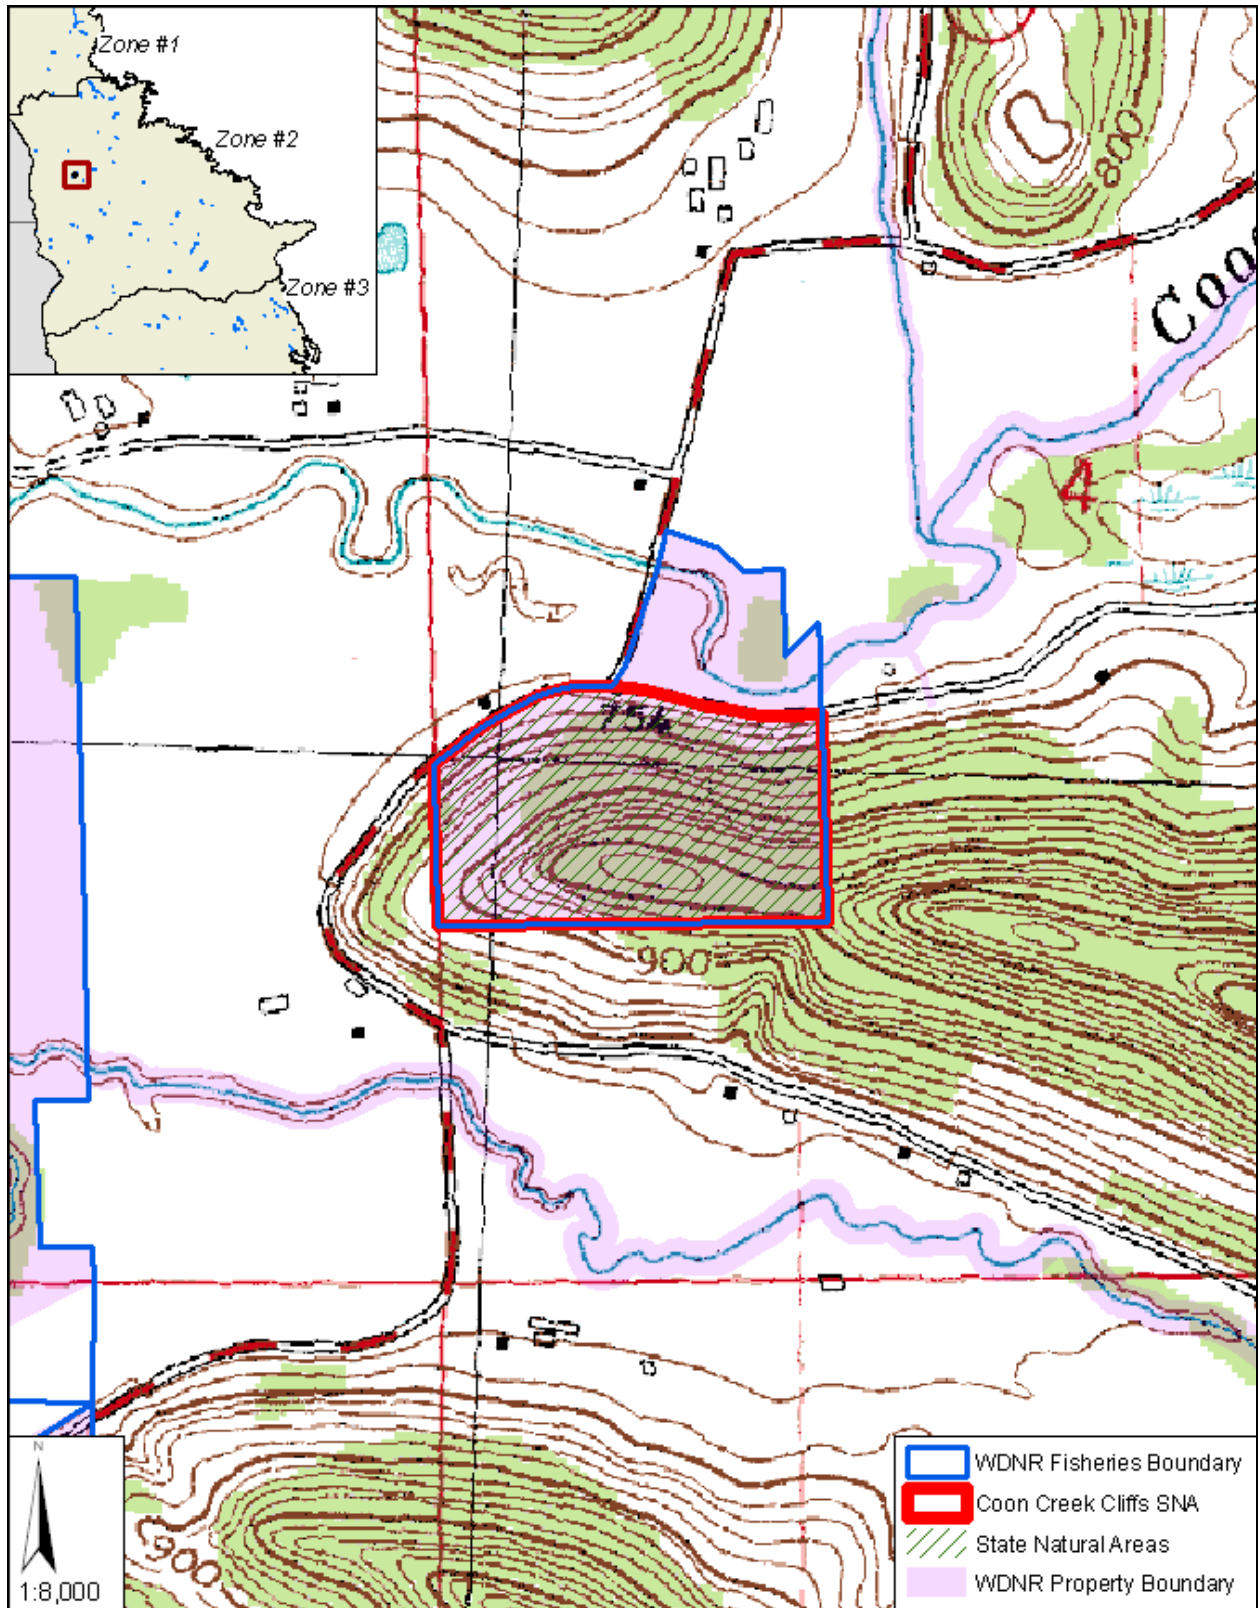 Zone #1
Zone #2
Zone #3
800
4
754
900
900
N
1:8,000
WDNR Fisheries Boundary
Coon Creek Cliffs SNA
State Natural Areas
WDNR Property Boundary